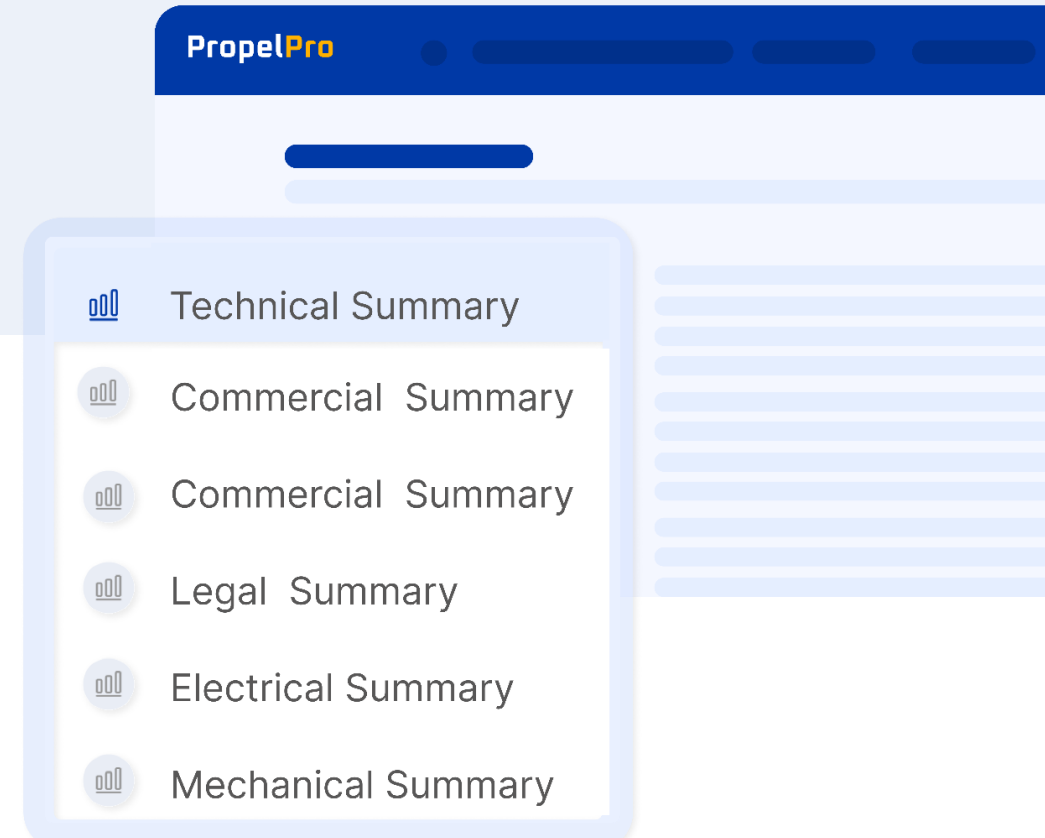 PropelPro
Technical Summary
Commercial Summary
Commercial Summary
Legal Summary
Electrical Summary
Mechanical Summary